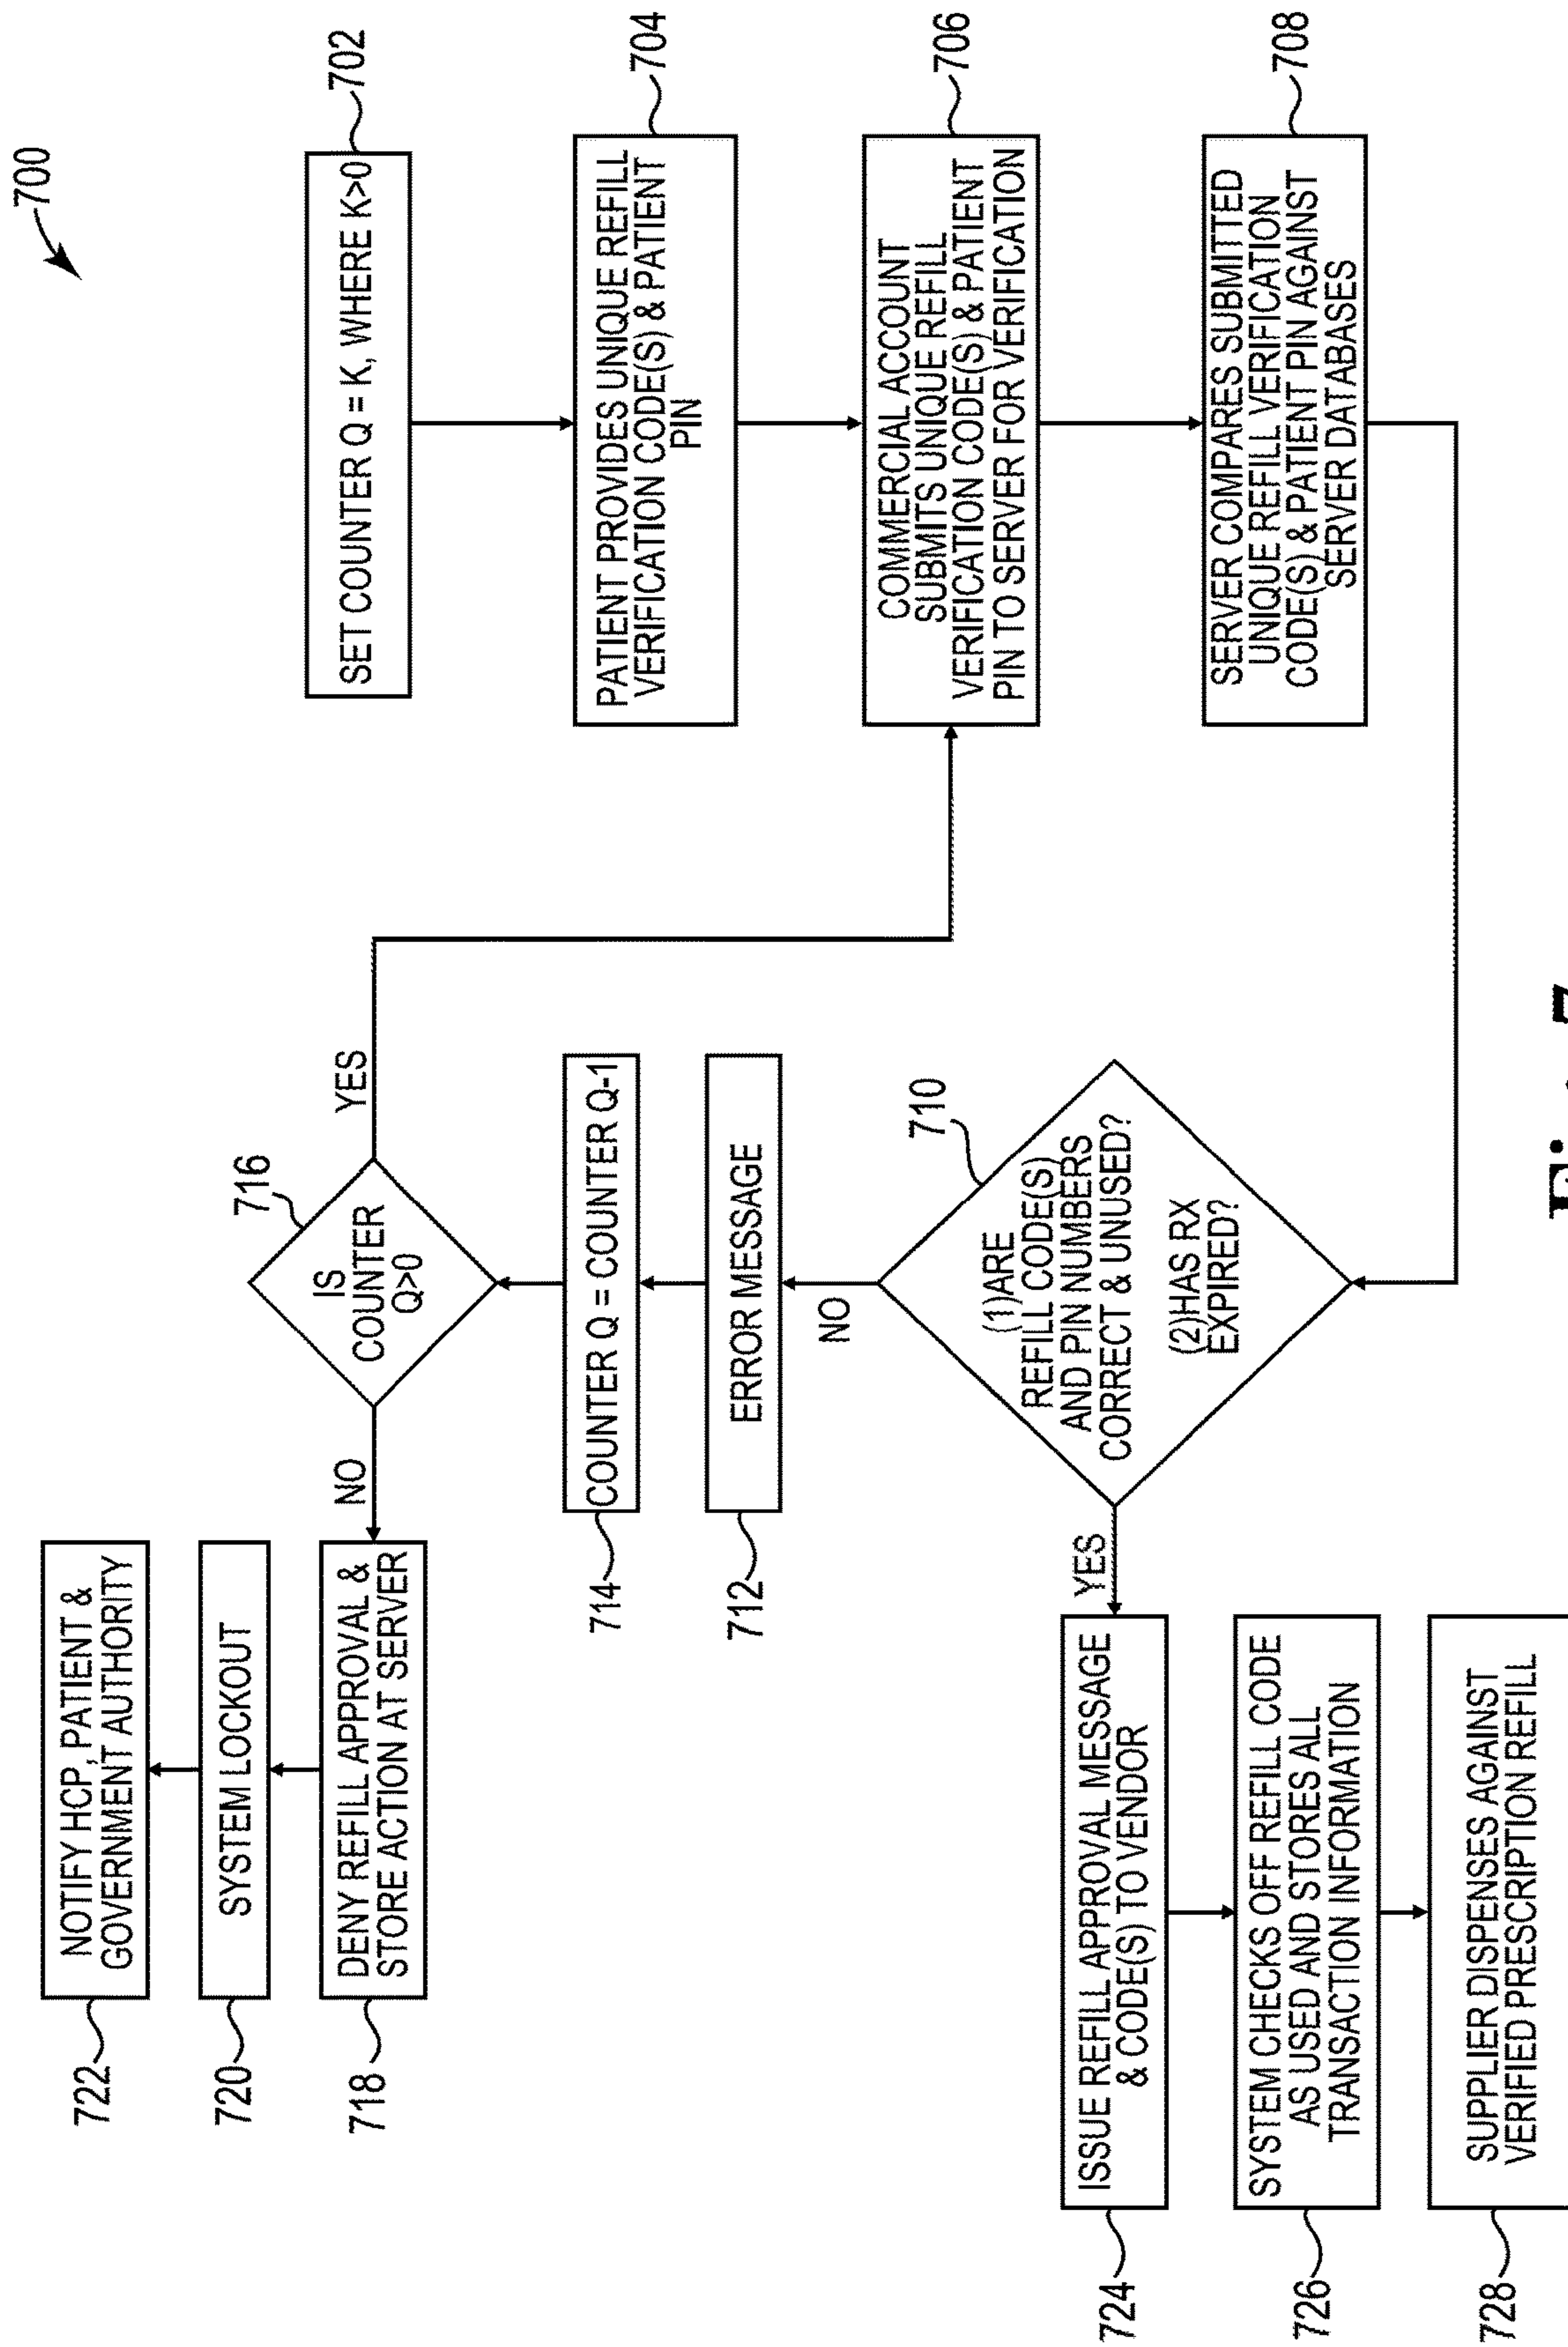 700
702
SET COUNTER Q = K, WHERE K>0
704
PATIENT PROVIDES UNIQUE REFILL
VERIFICATION CODE(S) & PATIENT
PIN
706
COMMERCIAL ACCOUNT
SUBMITS UNIQUE REFILL
VERIFICATION CODE(S) & PATIENT
PIN TO SERVER FOR VERIFICATION
708
SERVER COMPARES SUBMITTED
UNIQUE REFILL VERIFICATION
CODE(S) & PATIENT PIN AGAINST
SERVER DATABASES
710
(1)ARE
REFILL CODE(S)
AND PIN NUMBERS
CORRECT & UNUSED?
(2)HAS RX
EXPIRED?
NO
YES
712
ERROR MESSAGE
714
COUNTER Q = COUNTER Q-1
716
IS
COUNTER
Q>0
YES
NO
718
DENY REFILL APPROVAL &
STORE ACTION AT SERVER
720
SYSTEM LOCKOUT
722
NOTIFY HCP, PATIENT &
GOVERNMENT AUTHORITY
724
ISSUE REFILL APPROVAL MESSAGE
& CODE(S) TO VENDOR
726
SYSTEM CHECKS OFF REFILL CODE
AS USED AND STORES ALL
TRANSACTION INFORMATION
728
SUPPLIER DISPENSES AGAINST
VERIFIED PRESCRIPTION REFILL